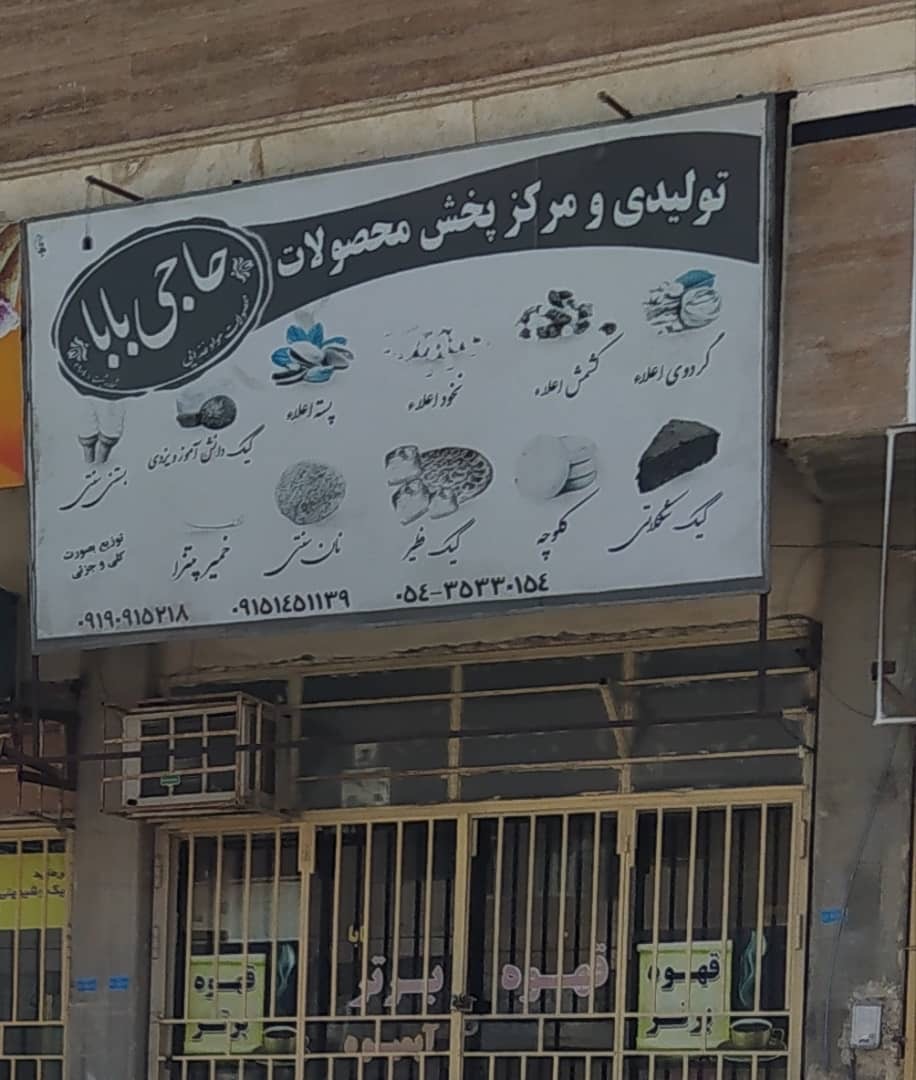 تولیدی و مرکز پخش محصولات
حاجی بابا
گردوی اعلاء
کشمش اعلاء
نخود اعلاء
پسته اعلاء
کیک دانش آموز و یزدی
بستنی سنتی
کیک شکلاتی
کلوچه
کیک فطیر
نان سنتی
خمیر پیتزا
توزیع بصورت
کلی و جزئی
۰۵۴-۳۵۳۳۰۱۵۴
۰۹۱۵۱۴۵۱۱۳۹
۰۹۱۹۰۹۱۵۲۱۸
قهوه
برتر
قهوه
برتر
قهوه
برتر